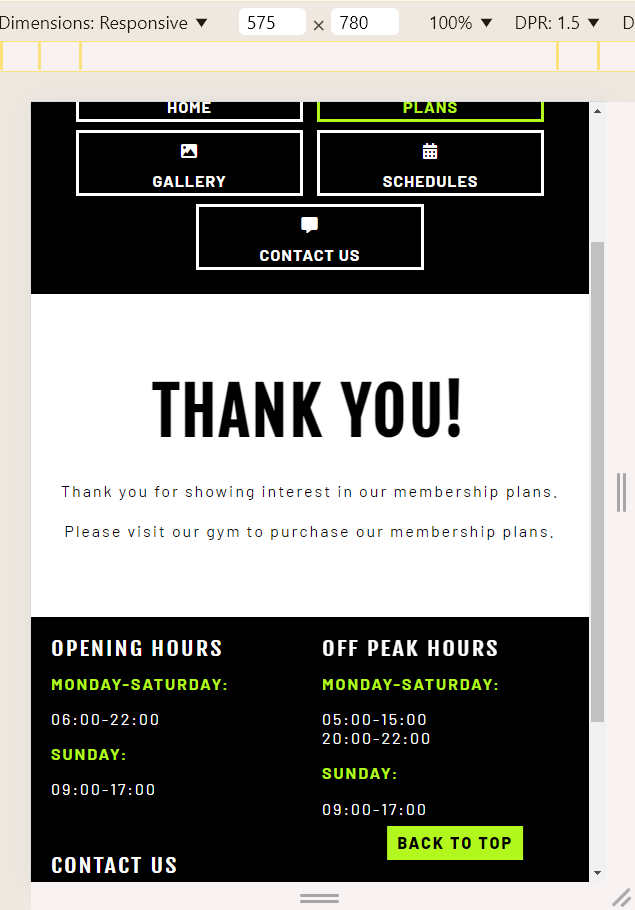 Dimensions: Responsive ▼ 575 × 780 100% ▼ DPR: 1.5 ▼ D
HOME PLANS
GALLERY SCHEDULES
CONTACT US
THANK YOU!
Thank you for showing interest in our membership plans.
Please visit our gym to purchase our membership plans.
OPENING HOURS
MONDAY-SATURDAY:
06:00-22:00
SUNDAY:
09:00-17:00
OFF PEAK HOURS
MONDAY-SATURDAY:
05:00-15:00
20:00-22:00
SUNDAY:
09:00-17:00
BACK TO TOP
CONTACT US